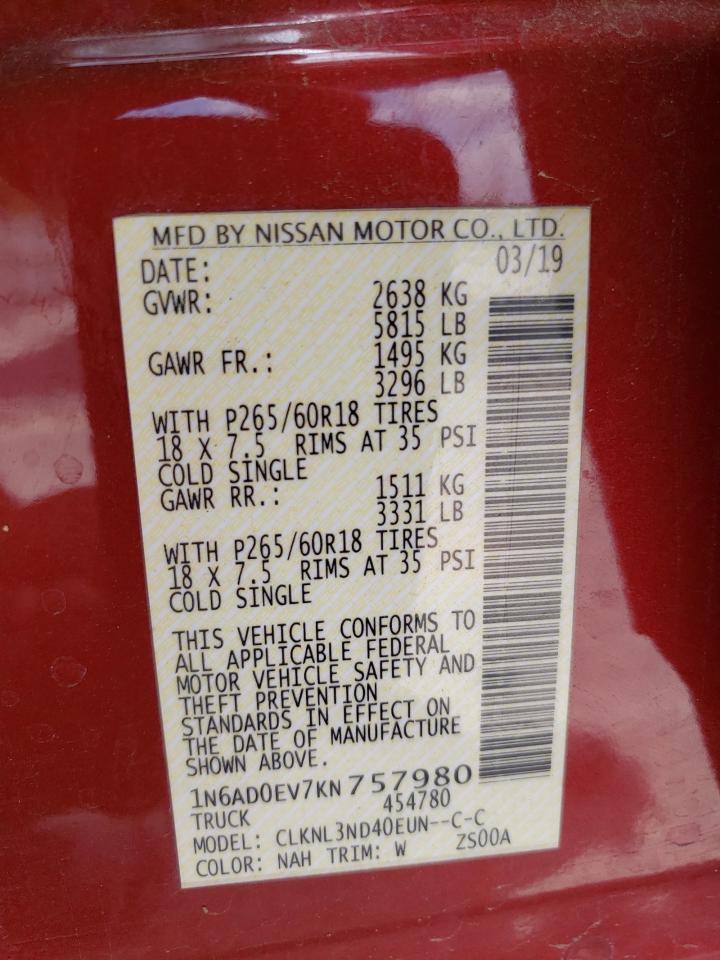 MFD BY NISSAN MOTOR CO., LTD.
DATE: 03/19
GVWR: 2638 KG
5815 LB
GAWR FR.: 1495 KG
3296 LB
WITH P265/60R18 TIRES
18 X 7.5 RIMS AT 35 PSI
COLD SINGLE
GAWR RR.: 1511 KG
3331 LB
WITH P265/60R18 TIRES
18 X 7.5 RIMS AT 35 PSI
COLD SINGLE
THIS VEHICLE CONFORMS TO
ALL APPLICABLE FEDERAL
MOTOR VEHICLE SAFETY AND
THEFT PREVENTION
STANDARDS IN EFFECT ON
THE DATE OF MANUFACTURE
SHOWN ABOVE.
1N6AD0EV7KN757980
TRUCK 454780
MODEL: CLKNL3ND40EUN--C-C
COLOR: NAH TRIM: W ZS00A